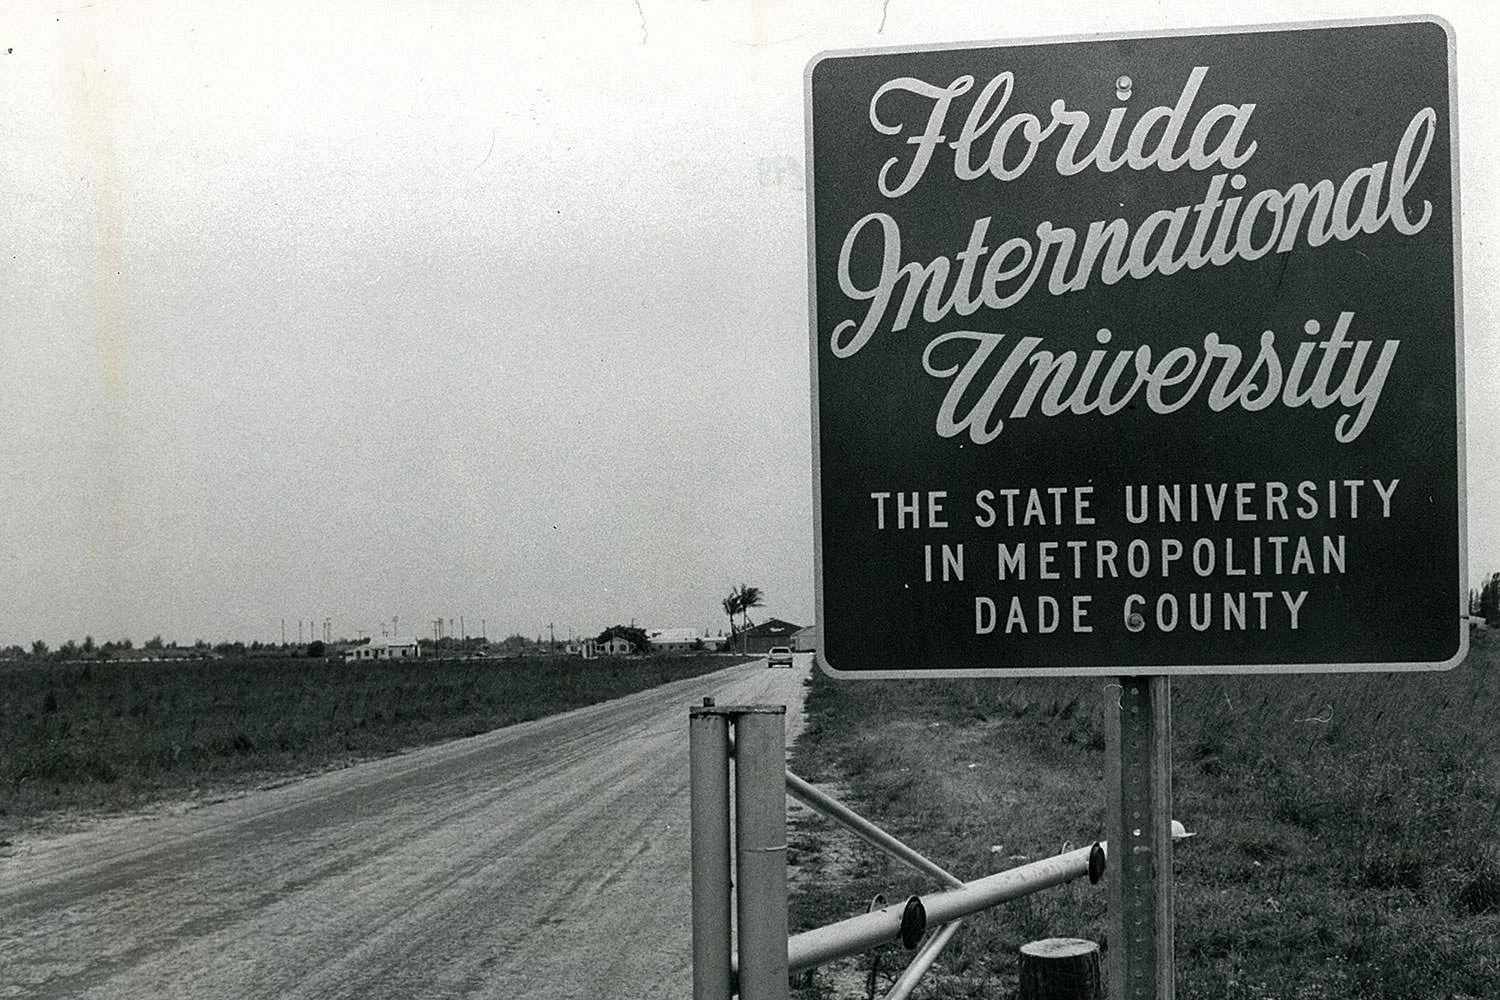 Florida
International
University
THE STATE UNIVERSITY
IN METROPOLITAN
DADE COUNTY